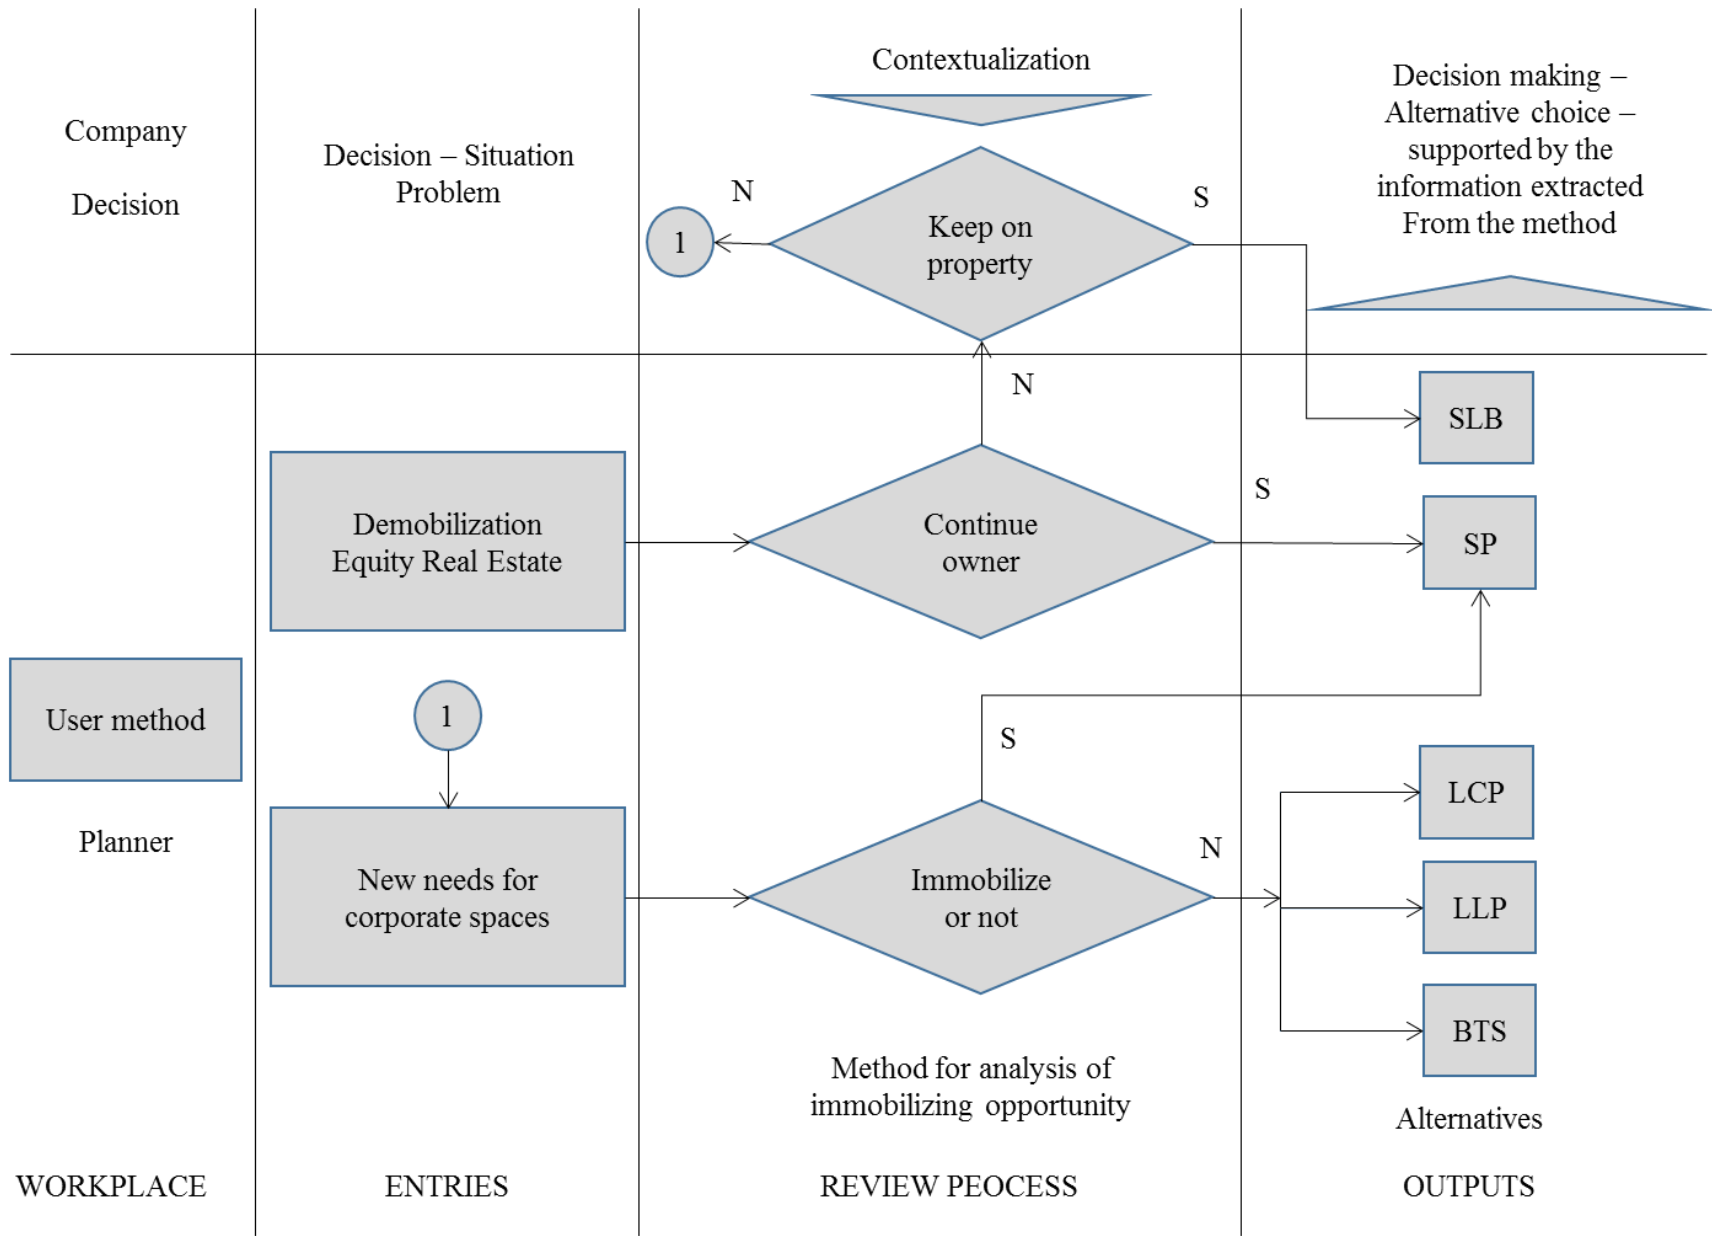 Company
Decision
Decision – Situation
Problem
Contextualization
N
S
1
Keep on
property
Decision making –
Alternative choice –
supported by the
information extracted
From the method
N
SLB
Demobilization
Equity Real Estate
Continue
owner
S
SP
User method
Planner
1
New needs for
corporate spaces
S
Immobilize
or not
N
LCP
LLP
BTS
Method for analysis of
immobilizing opportunity
Alternatives
WORKPLACE
ENTRIES
REVIEW PEOCESS
OUTPUTS